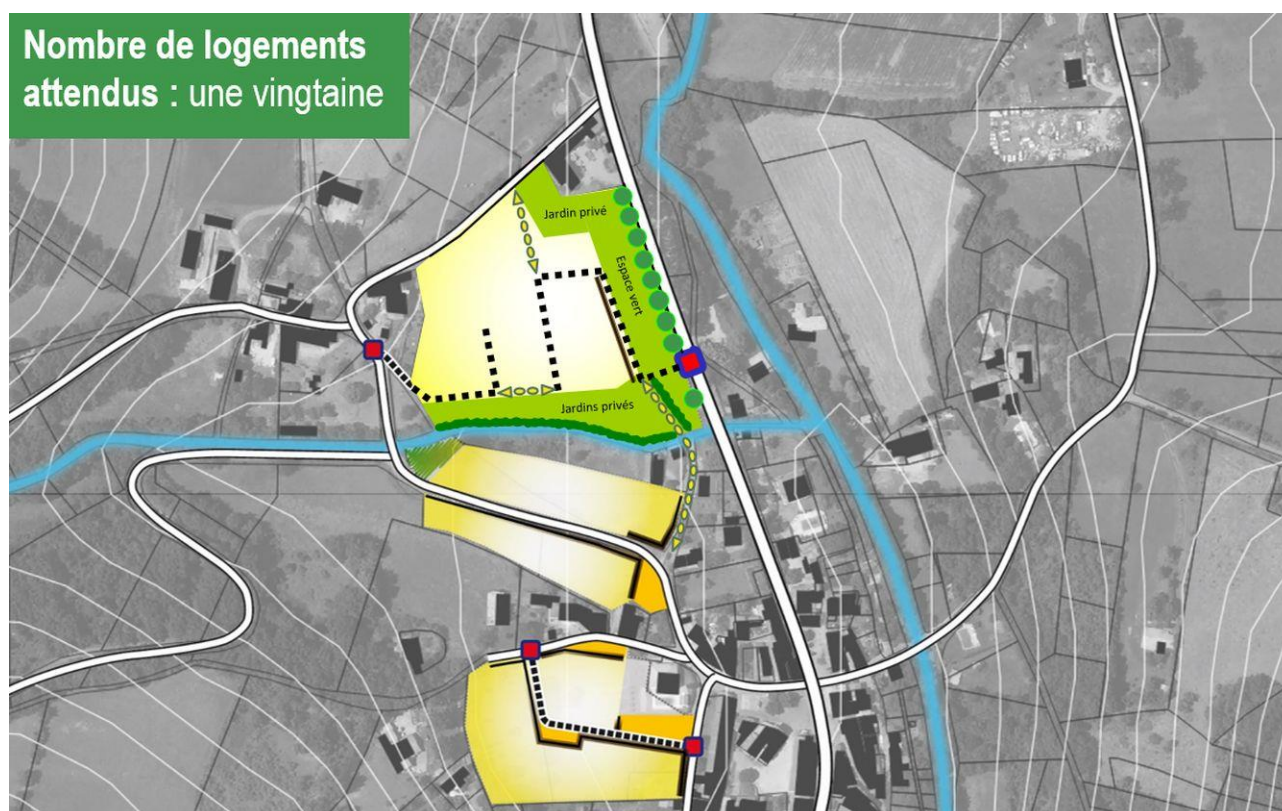 Nombre de logements
attendus : une vingtaine
Jardin privé
Espace vert
Jardins privés